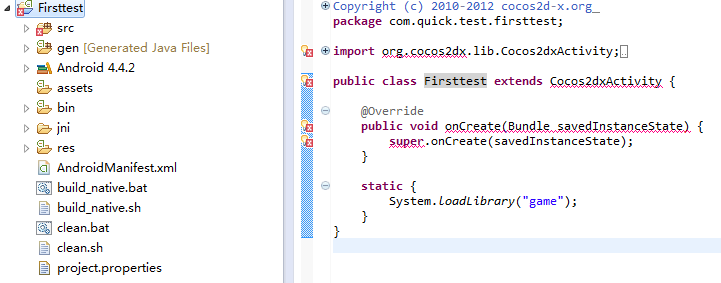 Firsttest
src
gen [Generated Java Files]
Android 4.4.2
assets
bin
jni
res
AndroidManifest.xml
build_native.bat
build_native.sh
clean.bat
clean.sh
project.properties
Copyright (c) 2010-2012 cocos2d-x.org
package com.quick.test.firsttest;
import org.cocos2dx.lib.Cocos2dxActivity;
public class Firsttest extends Cocos2dxActivity {
@Override
public void onCreate(Bundle savedInstanceState) {
super.onCreate(savedInstanceState);
}
static {
System.loadLibrary("game");
}
}